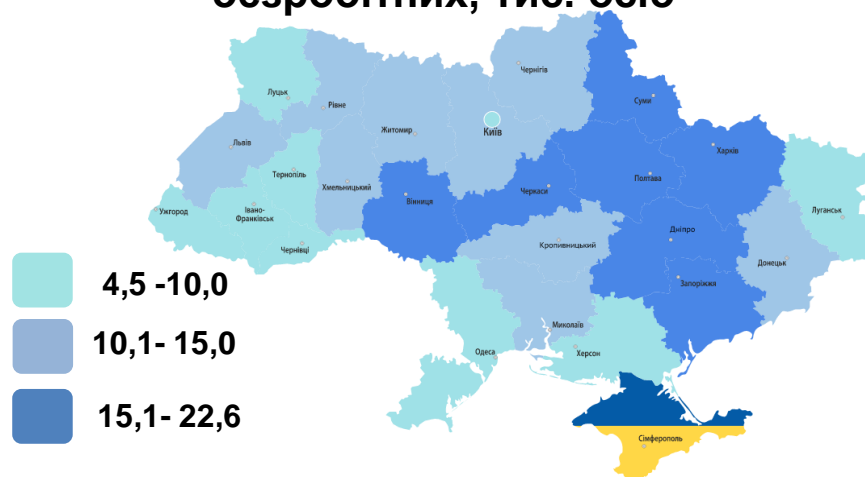 безробітних, тис. осіб
Чернігів
Луцьк
Суми
Рівне
Київ
Житомир
Львів
Харків
Тернопіль
Полтава
Хмельницький
Черкаси
Вінниця
Ужгород
Івано-
Франківськ
Луганськ
Дніпро
Чернівці
Кропивницький
Донецьк
4,5 -10,0
Запоріжжя
Миколаїв
10,1- 15,0
Одеса
Херсон
15,1- 22,6
Сімферополь